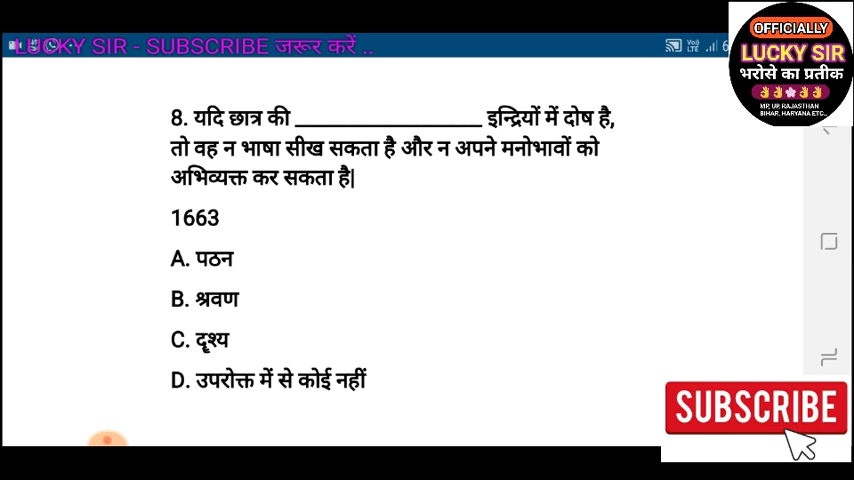 LUCKY SIR - SUBSCRIBE जरूर करें ..
OFFICIALLY
LUCKY SIR
भरोसे का प्रतीक
MP, UP, RAJASTHAN
BIHAR, HARYANA ETC..
8. यदि छात्र की ________________ इन्द्रियों में दोष है,
तो वह न भाषा सीख सकता है और न अपने मनोभावों को
अभिव्यक्त कर सकता है|
1663
A. पठन
B. श्रवण
C. दृश्य
D. उपरोक्त में से कोई नहीं
SUBSCRIBE